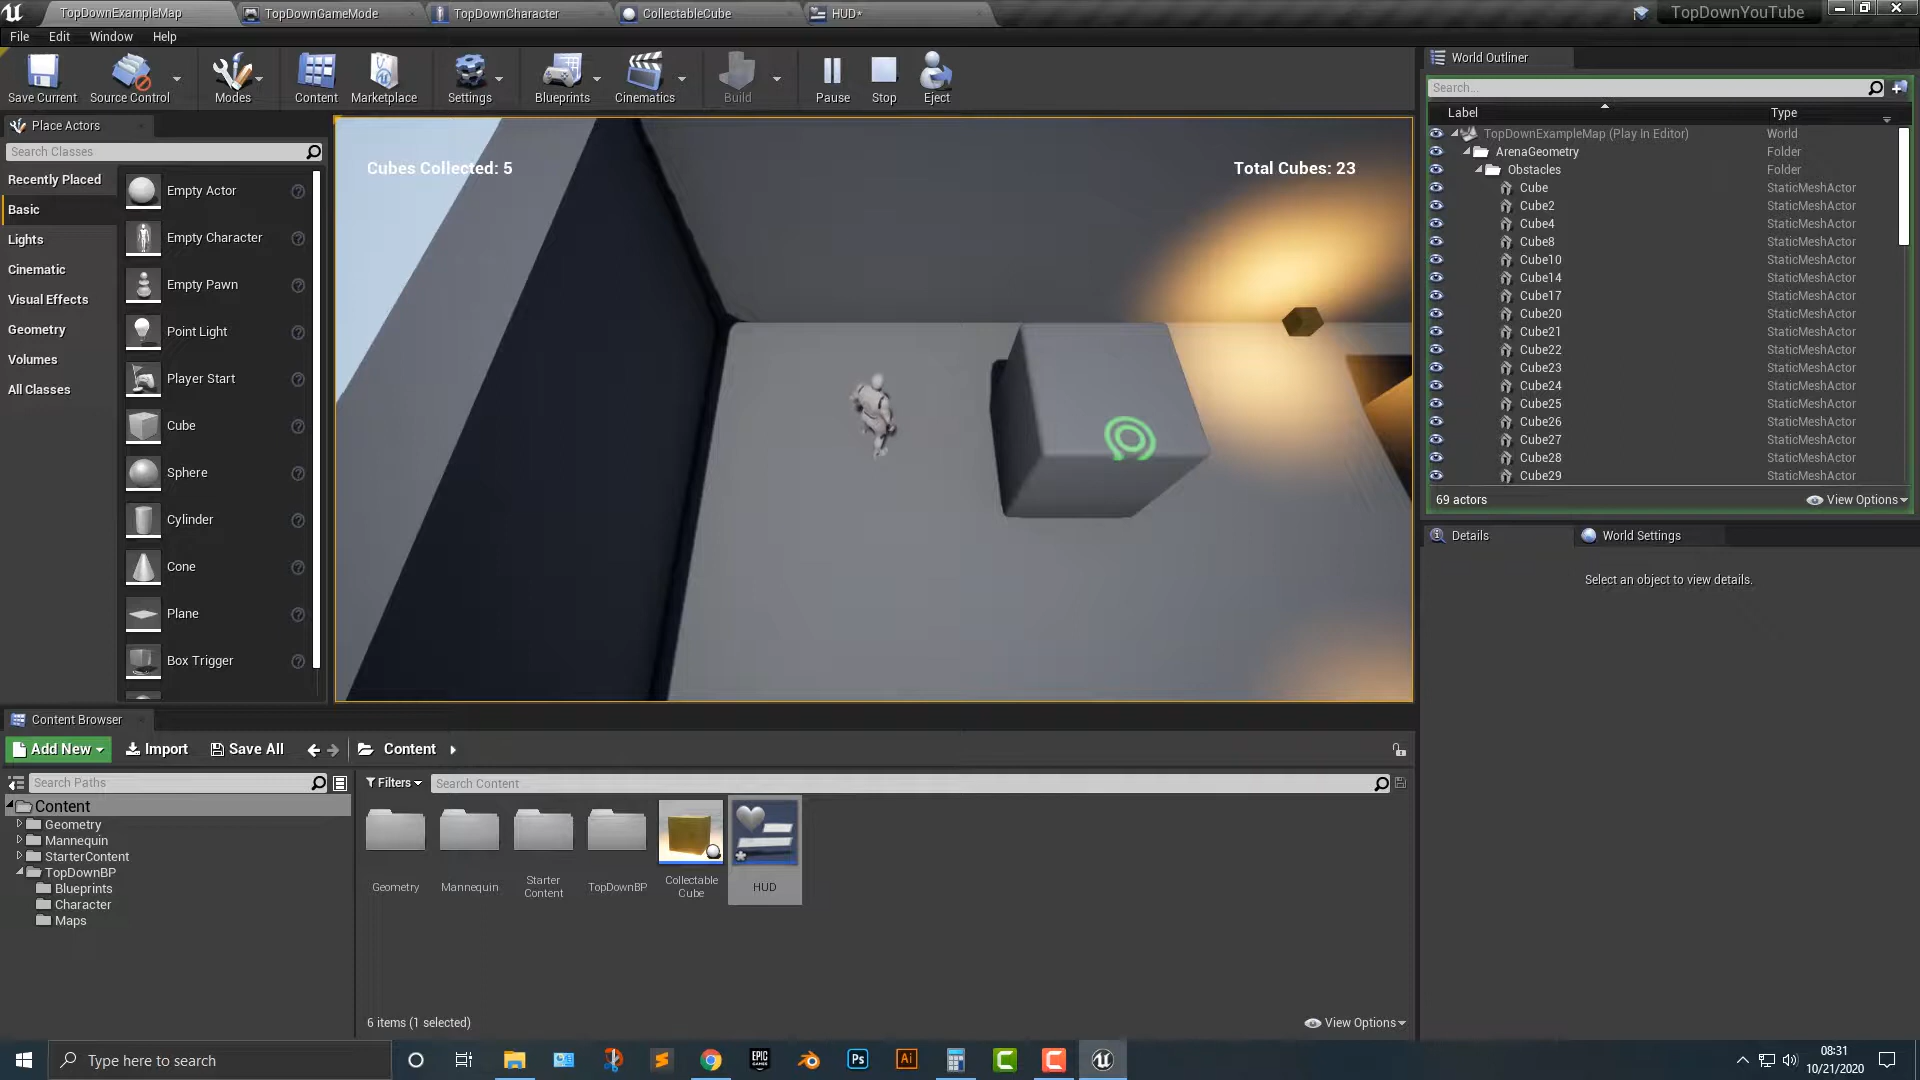 TopDownExampleMap
TopDownGameMode
TopDownCharacter
CollectableCube
HUD*
TopDownYouTube
File
Edit
Window
Help
Save Current
Source Control
Modes
Content
Marketplace
Settings
Blueprints
Cinematics
Build
Pause
Stop
Eject
World Outliner
Search...
Label
Type
Place Actors
Search Classes
Recently Placed
Basic
Lights
Cinematic
Visual Effects
Geometry
Volumes
All Classes
Empty Actor
Empty Character
Empty Pawn
Point Light
Player Start
Cube
Sphere
Cylinder
Cone
Plane
Box Trigger
Cubes Collected: 5
Total Cubes: 23
TopDownExampleMap (Play In Editor) World
ArenaGeometry Folder
Obstacles Folder
Cube StaticMeshActor
Cube2 StaticMeshActor
Cube4 StaticMeshActor
Cube8 StaticMeshActor
Cube10 StaticMeshActor
Cube14 StaticMeshActor
Cube17 StaticMeshActor
Cube20 StaticMeshActor
Cube21 StaticMeshActor
Cube22 StaticMeshActor
Cube23 StaticMeshActor
Cube24 StaticMeshActor
Cube25 StaticMeshActor
Cube26 StaticMeshActor
Cube27 StaticMeshActor
Cube28 StaticMeshActor
Cube29 StaticMeshActor
69 actors
View Options
Details
World Settings
Select an object to view details.
Content Browser
Add New
Import
Save All
Content
Search Paths
Filters
Search Content
Content
Geometry
Mannequin
StarterContent
TopDownBP
Blueprints
Character
Maps
Geometry
Mannequin
Starter
Content
TopDownBP
Collectable
Cube
HUD
6 items (1 selected)
View Options
Type here to search
EPIC
GAMES
Ps
Ai
08:31
10/21/2020